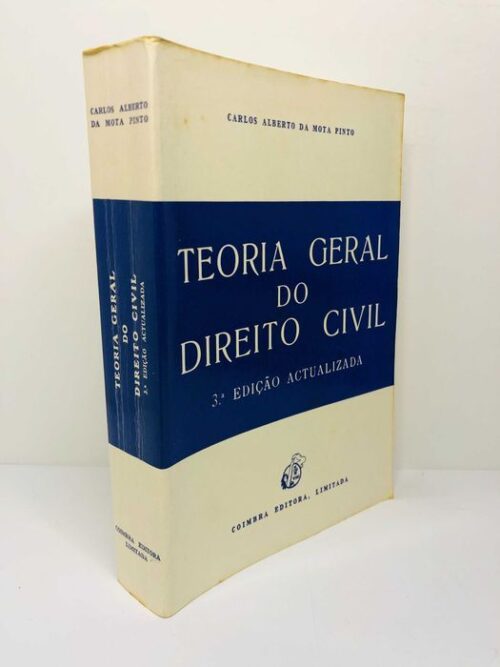 CARLOS ALBERTO
DA MOTA PINTO
TEORIA GERAL
DO
DIREITO CIVIL
3.ª EDIÇÃO ACTUALIZADA
COIMBRA EDITORA
LIMITADA
CARLOS ALBERTO DA MOTA PINTO
TEORIA GERAL
DO
DIREITO CIVIL
3.ª EDIÇÃO ACTUALIZADA
COIMBRA EDITORA, LIMITADA